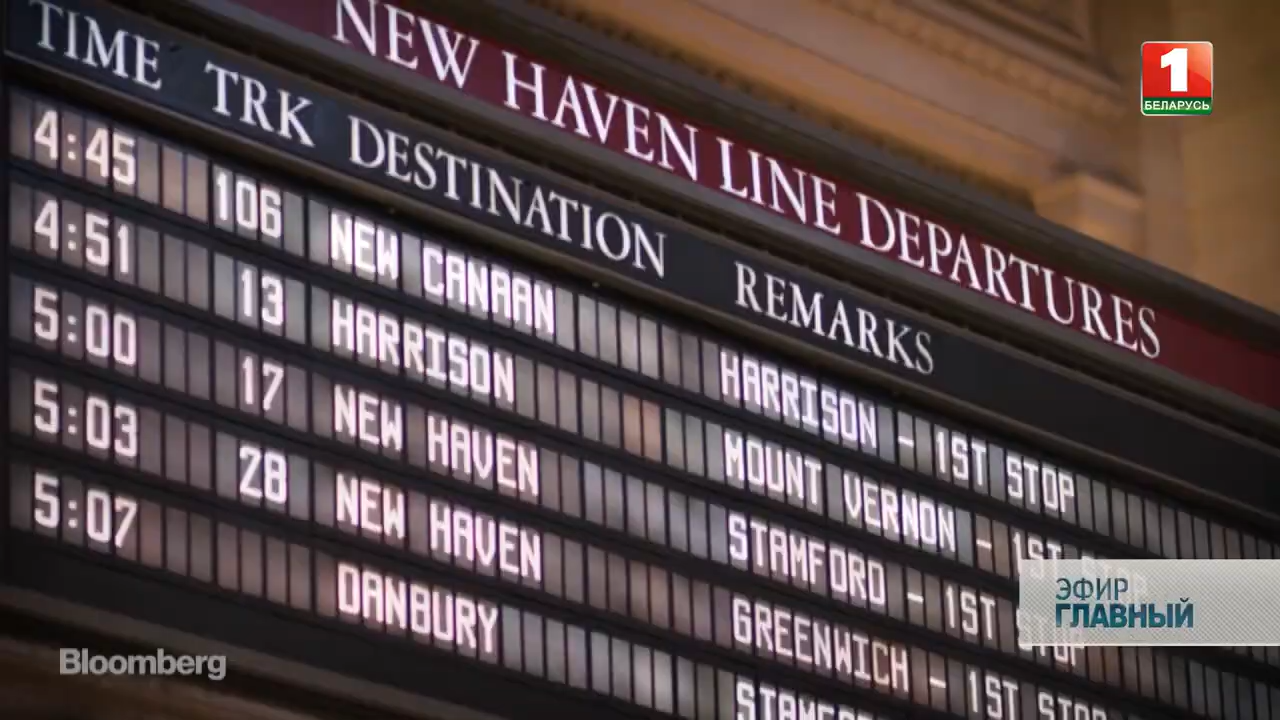 NEW HAVEN LINE DEPARTURES
TIME TRK DESTINATION REMARKS
4:45 106 NEW CANAAN HARRISON - 1ST STOP
4:51 13 HARRISON MOUNT VERNON - 1ST STOP
5:00 17 NEW HAVEN STAMFORD - 1ST STOP
5:03 28 NEW HAVEN GREENWICH - 1ST STOP
5:07 DANBURY
1
БЕЛАРУСЬ
ЭФИР
ГЛАВНЫЙ
Bloomberg